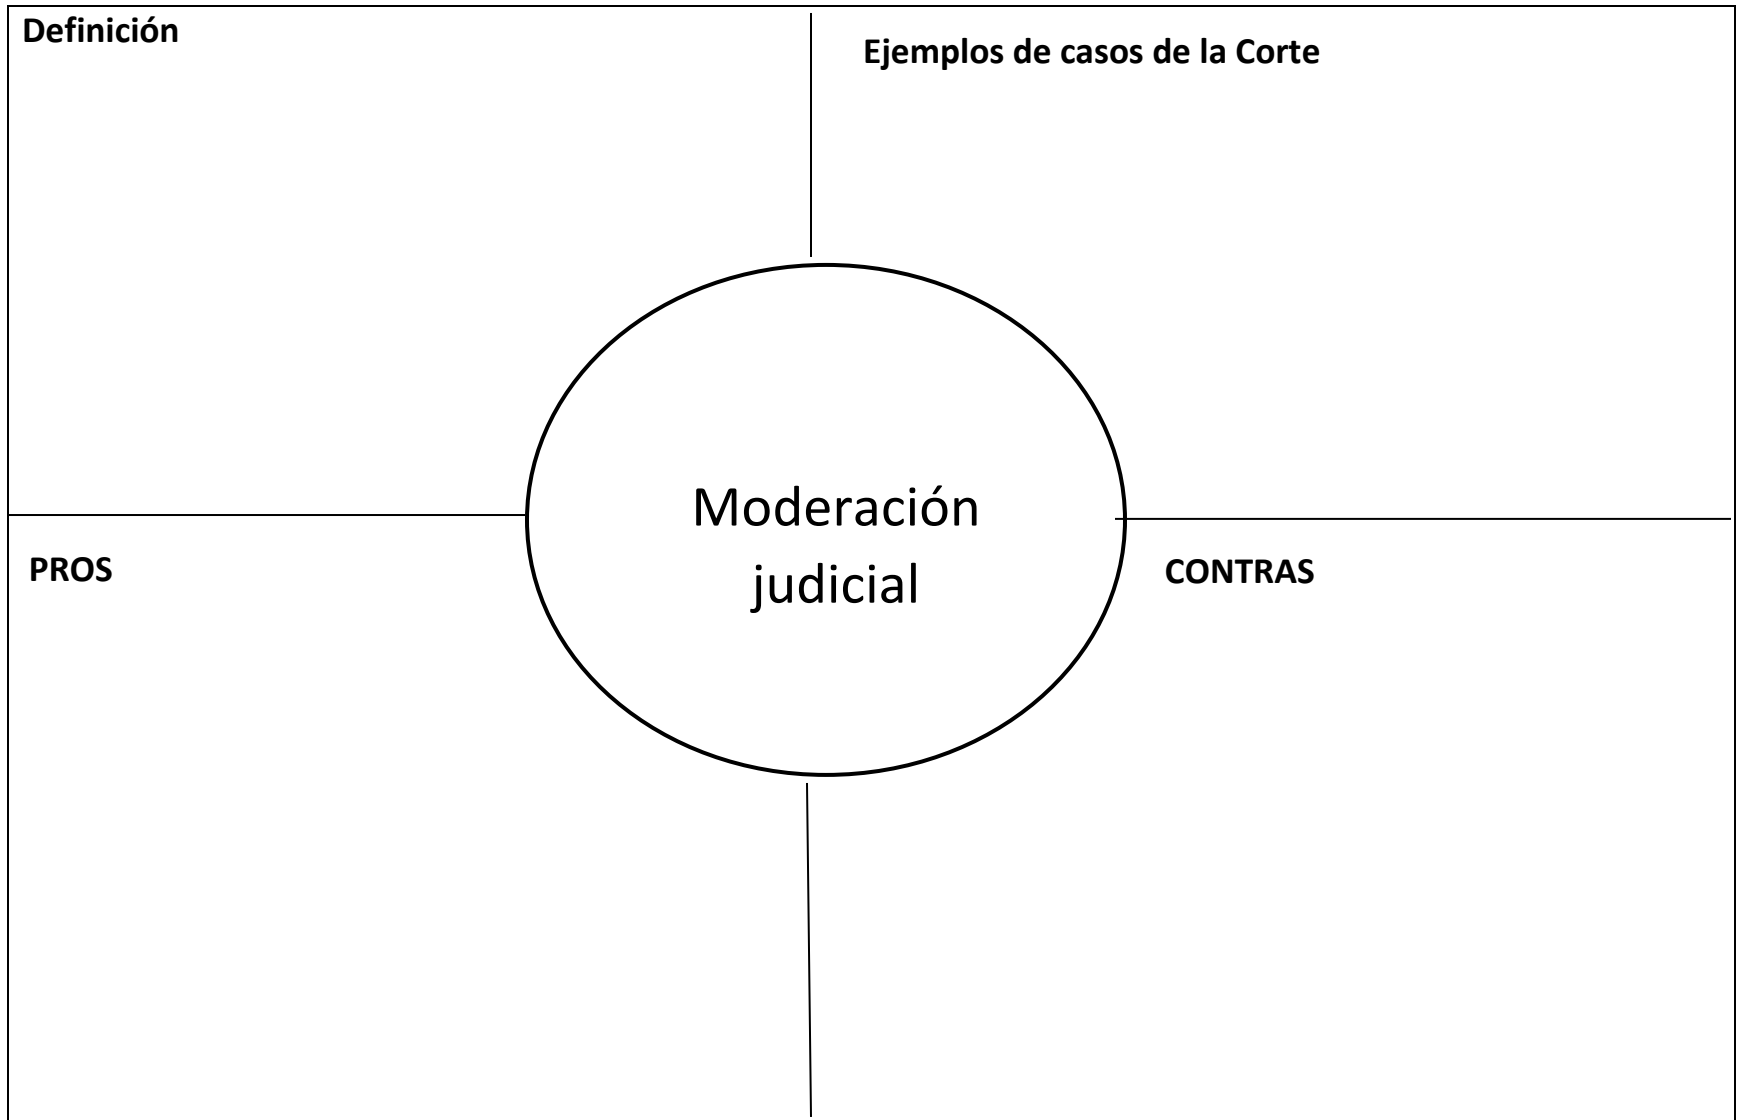 Definición
Ejemplos de casos de la Corte
Moderación
judicial
PROS
CONTRAS